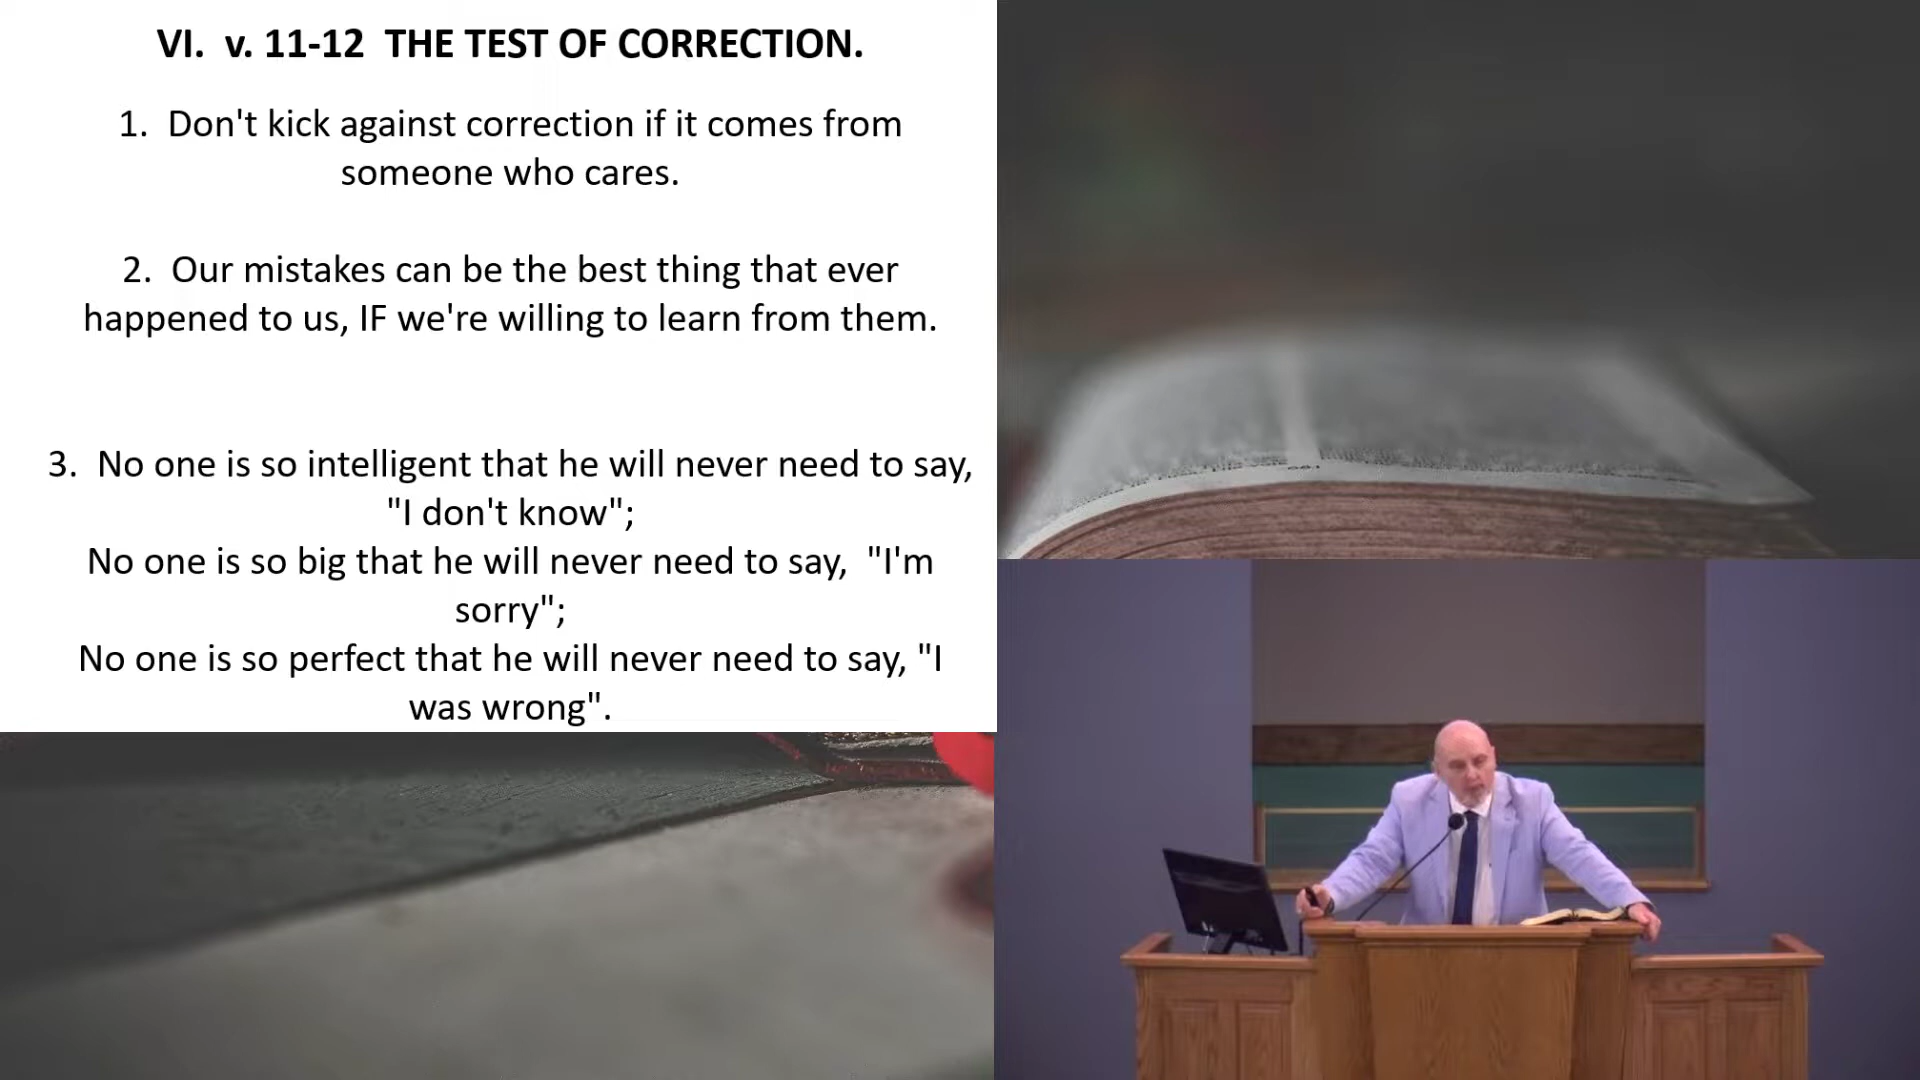 VI.  v. 11-12  THE TEST OF CORRECTION.
1.  Don't kick against correction if it comes from
someone who cares.
2.  Our mistakes can be the best thing that ever
happened to us, IF we're willing to learn from them.
3.  No one is so intelligent that he will never need to say,
"I don't know";
No one is so big that he will never need to say,  "I'm
sorry";
No one is so perfect that he will never need to say, "I
was wrong".